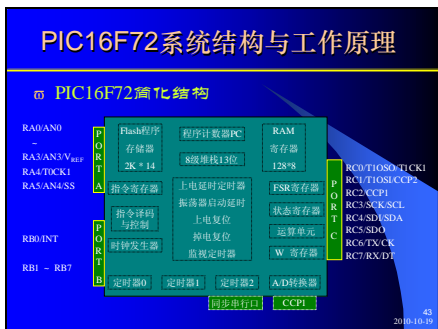 PIC16F72系统结构与工作原理
ϖ PIC16F72简化结构
RA0/AN0
~
RA3/AN3/VREF
RA4/T0CK1
RA5/AN4/SS
PORT A
RB0/INT
RB1 ~ RB7
PORT B
Flash程序
存储器
2K * 14
程序计数器PC
8级堆栈13位
RAM
寄存器
128*8
指令寄存器
指令译码
与控制
时钟发生器
上电延时定时器
振荡器启动延时
上电复位
掉电复位
监视定时器
FSR寄存器
状态寄存器
运算单元
W 寄存器
定时器0
定时器1
定时器2
A/D转换器
同步串行口
CCP1
PORT C
RC0/T1OSO/T1CK1
RC1/T1OSI/CCP2
RC2/CCP1
RC3/SCK/SCL
RC4/SDI/SDA
RC5/SDO
RC6/TX/CK
RC7/RX/DT
43
2010-10-19